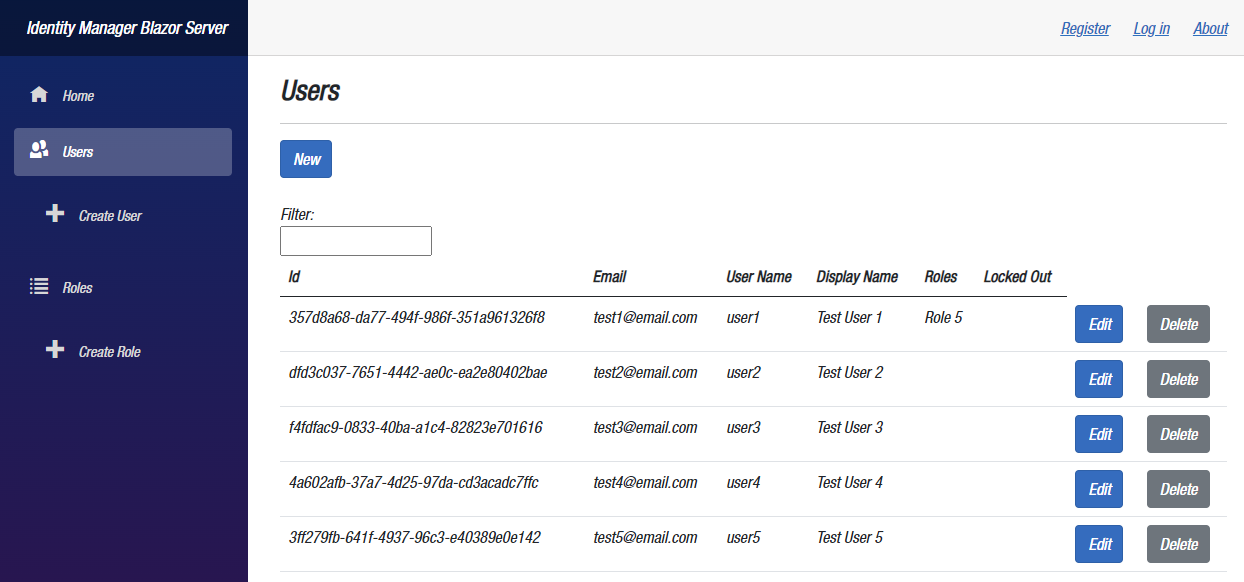 Identity Manager Blazor Server
Register Log in About
Home
Users
Create User
Roles
Create Role
Users
New
Filter:
Id Email User Name Display Name Roles Locked Out
357d8a68-da77-494f-986f-351a961326f8 test1@email.com user1 Test User 1 Role 5 Edit Delete
dfd3c037-7651-4442-ae0c-ea2e80402bae test2@email.com user2 Test User 2 Edit Delete
f4fdfac9-0833-40ba-a1c4-82823e701616 test3@email.com user3 Test User 3 Edit Delete
4a602afb-37a7-4d25-97da-cd3acadc7ffc test4@email.com user4 Test User 4 Edit Delete
3ff279fb-641f-4937-96c3-e40389e0e142 test5@email.com user5 Test User 5 Edit Delete